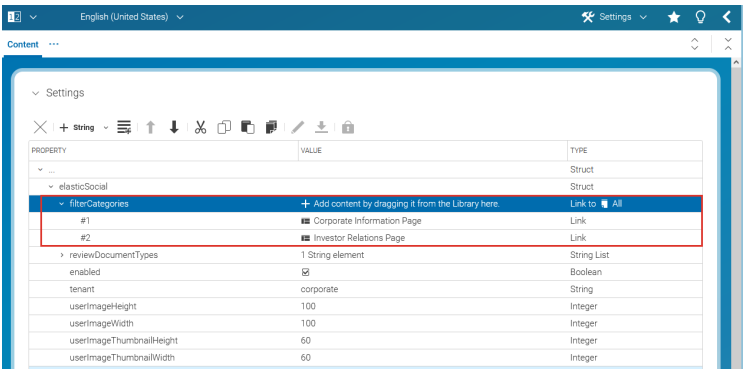 12 English (United States) Settings
Content ...
Settings
+ String
PROPERTY VALUE TYPE
... Struct
elasticSocial Struct
filterCategories + Add content by dragging it from the Library here. Link to All
#1 Corporate Information Page Link
#2 Investor Relations Page Link
reviewDocumentTypes 1 String element String List
enabled Boolean
tenant corporate String
userImageHeight 100 Integer
userImageWidth 100 Integer
userImageThumbnailHeight 60 Integer
userImageThumbnailWidth 60 Integer